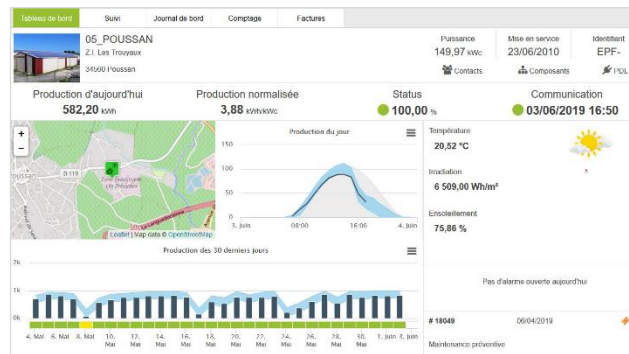 Tableau de bord Suivi Journal de bord Comptage Factures
05_POUSSAN
Z.I. Les Trouyaux
34560 Poussan
Puissance Mise en service Identifiant
149,97 kWc 23/06/2010 EPF-
Contacts Composants PDL
Production d'aujourd'hui Production normalisée Status Communication
582,20 kWh 3,88 kWh/kWc 100,00 % 03/06/2019 16:50
+
−
D 119
La Languedocienne
Leaflet | Map data © OpenStreetMap
Production du jour
150
100
50
0
3. Juin 08:00 16:00 4. Juin
Température
20,52 °C
Irradiation
6 509,00 Wh/m²
Ensoleillement
75,86 %
Production des 30 derniers jours
2k
1k
0k
4. Mai 6. Mai 8. Mai 10. Mai 12. Mai 14. Mai 16. Mai 18. Mai 20. Mai 22. Mai 24. Mai 26. Mai 28. Mai 30. Mai 1. Juin 3. Juin
Pas d'alarme ouverte aujourd'hui
# 18049 06/04/2019
Maintenance préventive